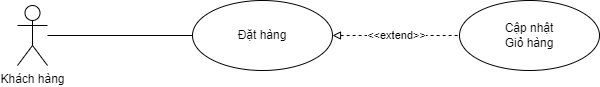 Đặt hàng
<<extend>>
Cập nhật
Giỏ hàng
Khách hàng